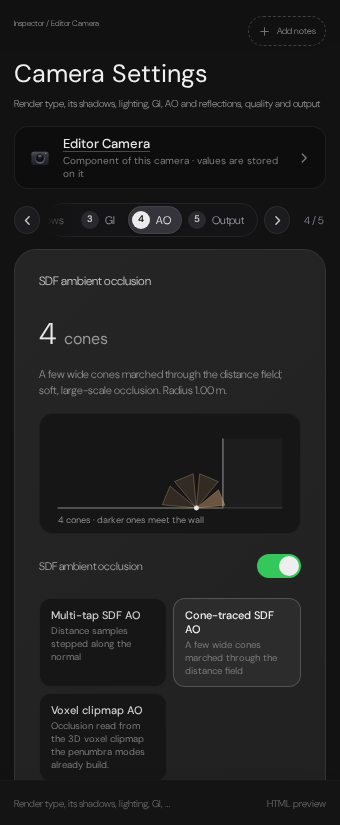 Inspector / Editor Camera
Add notes
Camera Settings
Render type, its shadows, lighting, GI, AO and reflections, quality and output
Editor Camera
Component of this camera · values are stored
on it
ws
3 GI
4 AO
5 Output
4 / 5
SDF ambient occlusion
4 cones
A few wide cones marched through the distance field;
soft, large-scale occlusion. Radius 1.00 m.
4 cones · darker ones meet the wall
SDF ambient occlusion
Multi-tap SDF AO
Distance samples
stepped along the
normal
Cone-traced SDF
AO
A few wide cones
marched through the
distance field
Voxel clipmap AO
Occlusion read from
the 3D voxel clipmap
the penumbra modes
already build.
Render type, its shadows, lighting, GI, ...
HTML preview